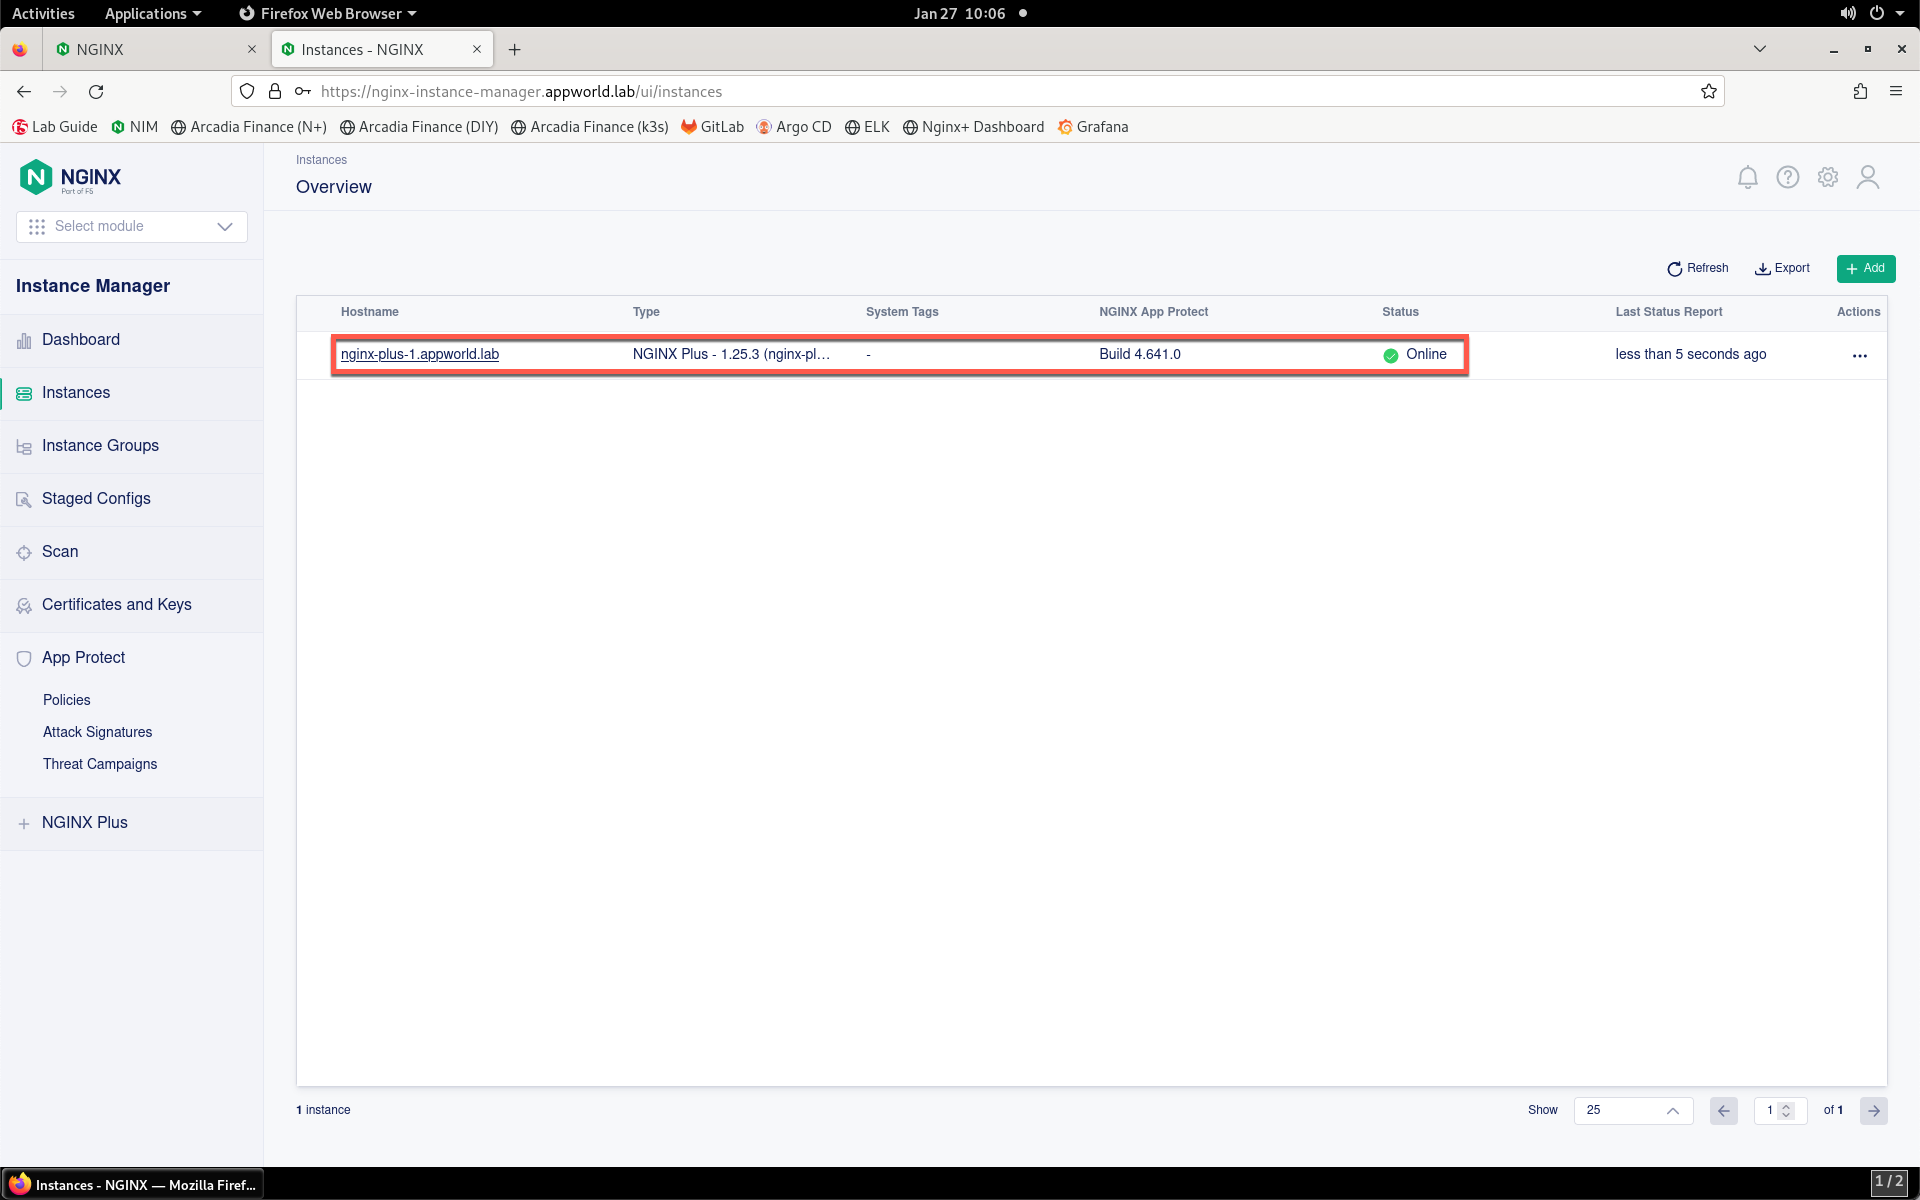 Activities Applications Firefox Web Browser Jan 27 10:06
NGINX Instances - NGINX
https://nginx-instance-manager.appworld.lab/ui/instances
Lab Guide NIM Arcadia Finance (N+) Arcadia Finance (DIY) Arcadia Finance (k3s) GitLab Argo CD ELK Nginx+ Dashboard Grafana
NGINX
Part of F5
Select module
Instance Manager
Dashboard
Instances
Instance Groups
Staged Configs
Scan
Certificates and Keys
App Protect
Policies
Attack Signatures
Threat Campaigns
NGINX Plus
Instances
Overview
Refresh Export Add
Hostname Type System Tags NGINX App Protect Status Last Status Report Actions
nginx-plus-1.appworld.lab NGINX Plus - 1.25.3 (nginx-pl... - Build 4.641.0 Online less than 5 seconds ago
1 instance Show 25 1 of 1
Instances - NGINX — Mozilla Firef... 1 / 2